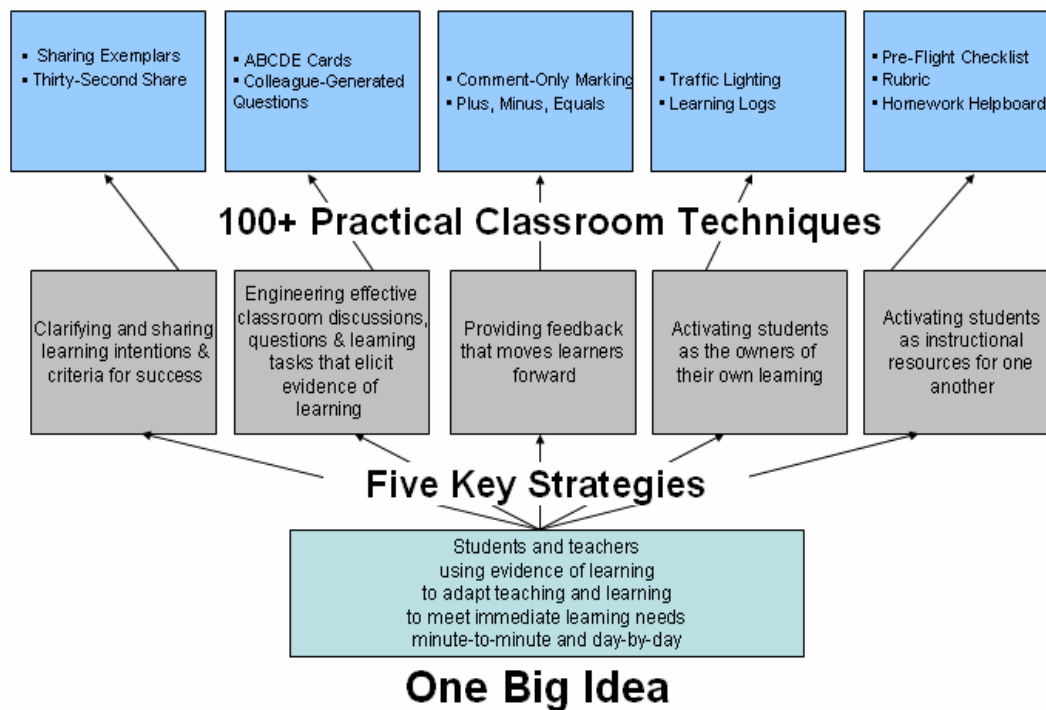 ▪ Sharing Exemplars
▪ Thirty-Second Share
▪ ABCDE Cards
▪ Colleague-Generated
Questions
▪ Comment-Only Marking
▪ Plus, Minus, Equals
▪ Traffic Lighting
▪ Learning Logs
▪ Pre-Flight Checklist
▪ Rubric
▪ Homework Helpboard
100+ Practical Classroom Techniques
Clarifying and sharing
learning intentions &
criteria for success
Engineering effective
classroom discussions,
questions & learning
tasks that elicit
evidence of
learning
Providing feedback
that moves learners
forward
Activating students
as the owners of
their own learning
Activating students
as instructional
resources for one
another
Five Key Strategies
Students and teachers
using evidence of learning
to adapt teaching and learning
to meet immediate learning needs
minute-to-minute and day-by-day
One Big Idea